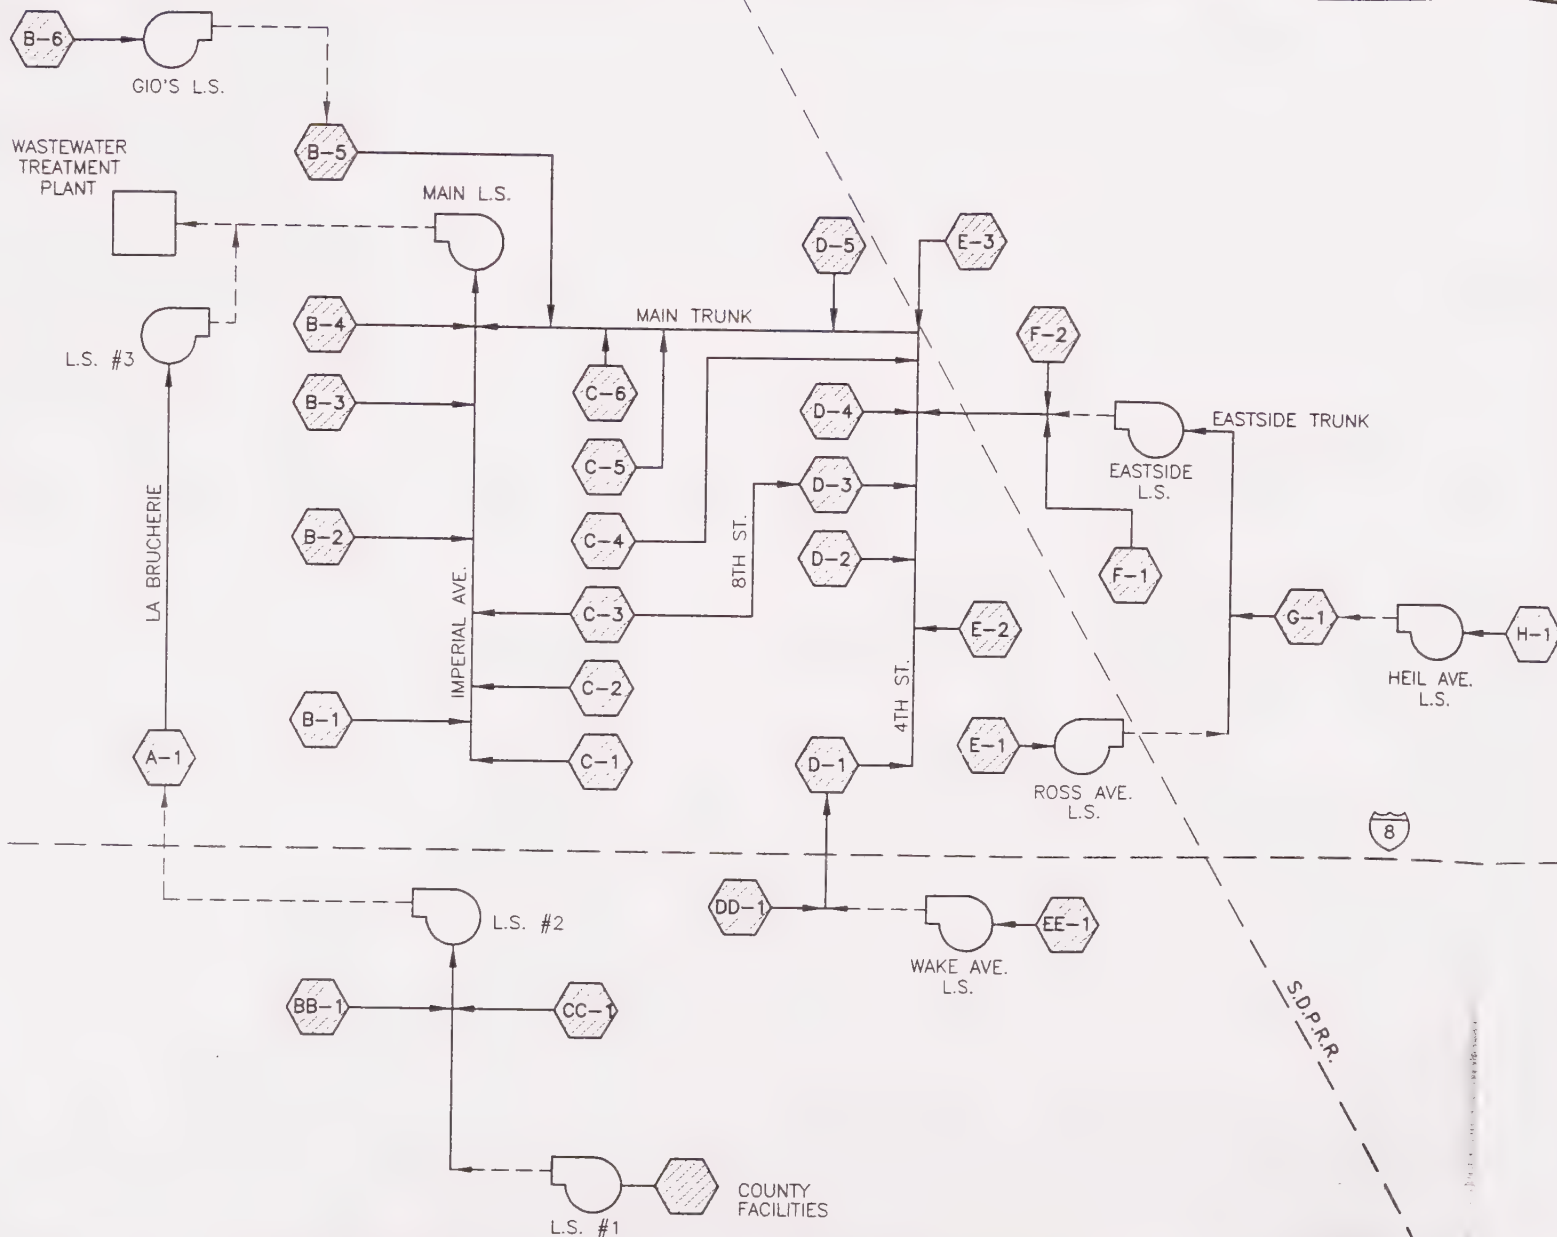 B-6
GIO'S L.S.
WASTEWATER
TREATMENT
PLANT
B-5
MAIN L.S.
D-5
E-3
B-4
MAIN TRUNK
L.S. #3
F-2
B-3
C-6
D-4
EASTSIDE TRUNK
C-5
D-3
EASTSIDE
L.S.
LA BRUCHERIE
B-2
C-4
8TH ST.
D-2
F-1
IMPERIAL AVE.
C-3
E-2
G-1
H-1
HEIL AVE.
L.S.
C-2
4TH ST.
B-1
A-1
C-1
D-1
E-1
ROSS AVE.
L.S.
8
L.S. #2
DD-1
EE-1
WAKE AVE.
L.S.
BB-1
CC-1
S.D.P.R.R.
COUNTY
FACILITIES
L.S. #1